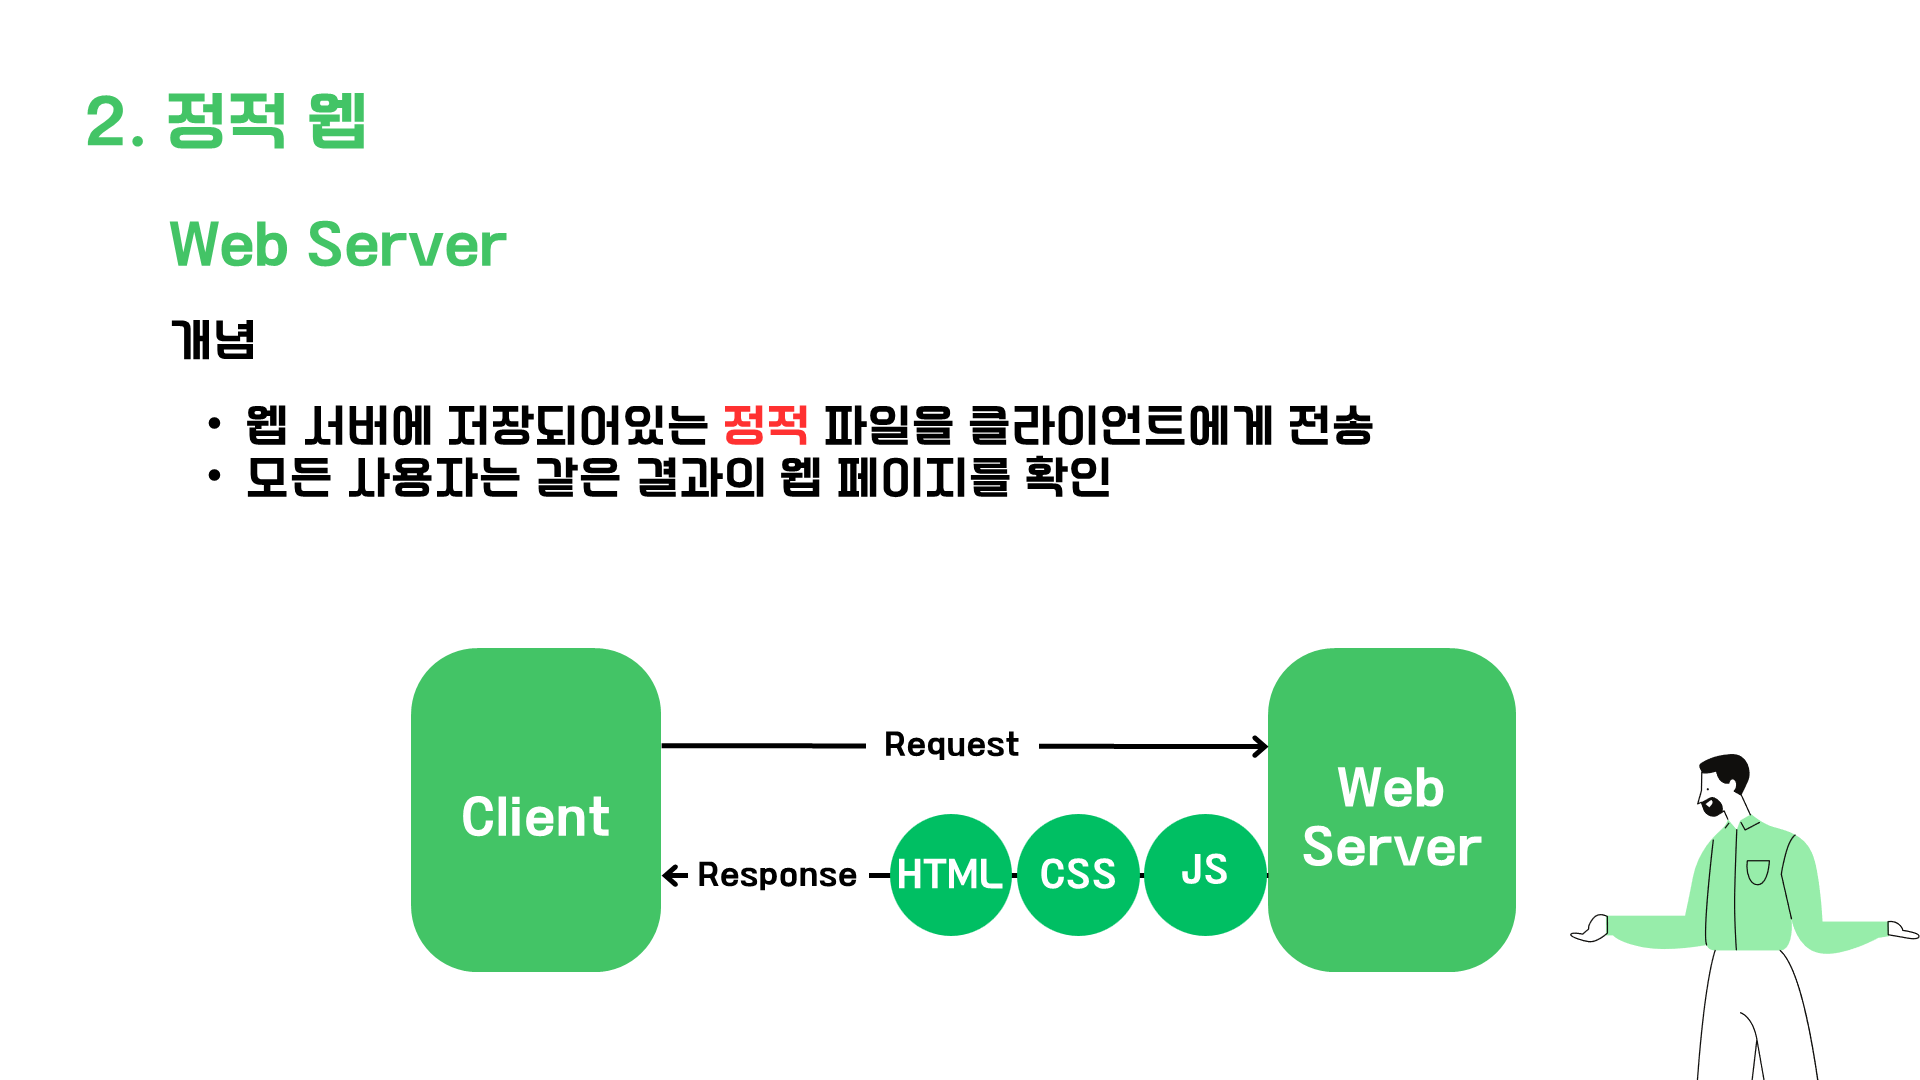 2. 정적 웹
Web Server
개념
• 웹 서버에 저장되어있는 정적 파일을 클라이언트에게 전송
• 모든 사용자는 같은 결과의 웹 페이지를 확인
Request
Client
Web
Server
Response
HTML
CSS
JS